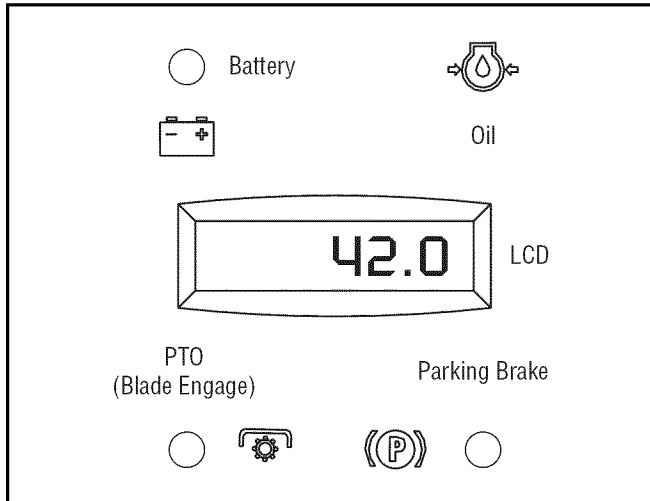 Battery
Oil
42.0
LCD
PTO
(Blade Engage)
Parking Brake
(P)